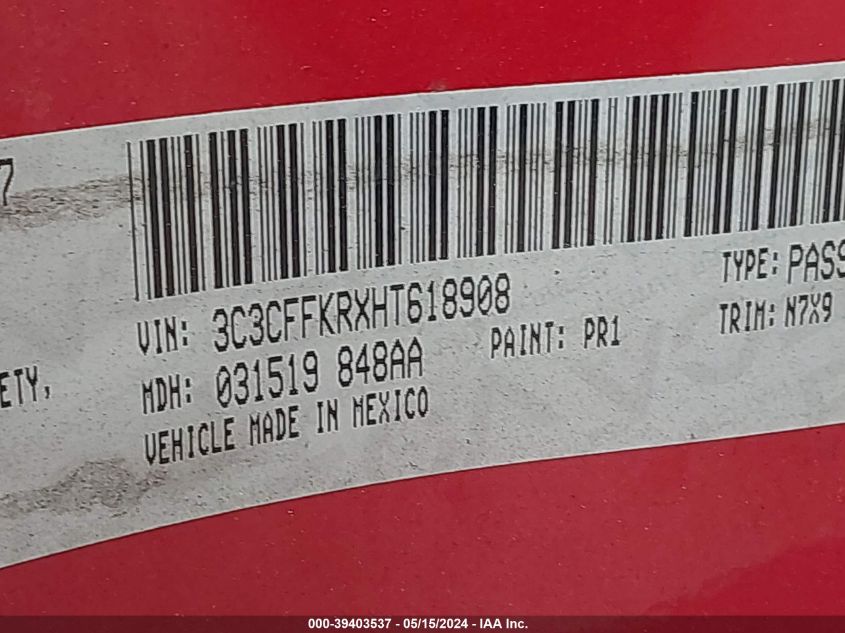 7
VIN: 3C3CFFKRXHT618908
TYPE: PASS
ETY,
MDH: 031519 848AA
PAINT: PR1
TRIM: N7X9
VEHICLE MADE IN MEXICO
000-39403537 - 05/15/2024 - IAA Inc.